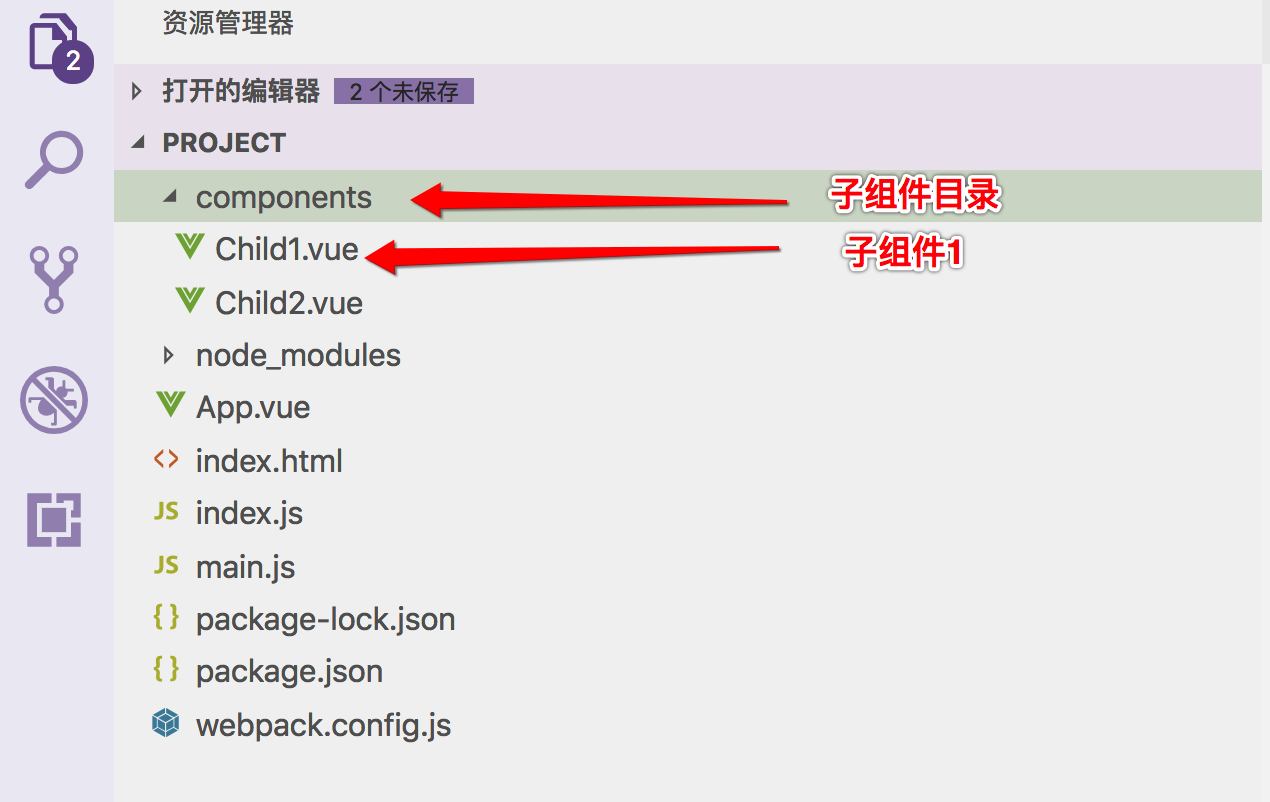 资源管理器
2
打开的编辑器 2 个未保存
PROJECT
components 子组件目录
Child1.vue 子组件1
Child2.vue
node_modules
App.vue
index.html
JS index.js
JS main.js
package-lock.json
package.json
webpack.config.js